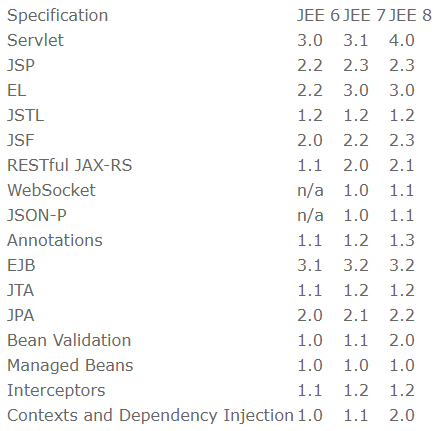 Specification JEE 6 JEE 7 JEE 8
Servlet 3.0 3.1 4.0
JSP 2.2 2.3 2.3
EL 2.2 3.0 3.0
JSTL 1.2 1.2 1.2
JSF 2.0 2.2 2.3
RESTful JAX-RS 1.1 2.0 2.1
WebSocket n/a 1.0 1.1
JSON-P n/a 1.0 1.1
Annotations 1.1 1.2 1.3
EJB 3.1 3.2 3.2
JTA 1.1 1.2 1.2
JPA 2.0 2.1 2.2
Bean Validation 1.0 1.1 2.0
Managed Beans 1.0 1.0 1.0
Interceptors 1.1 1.2 1.2
Contexts and Dependency Injection 1.0 1.1 2.0